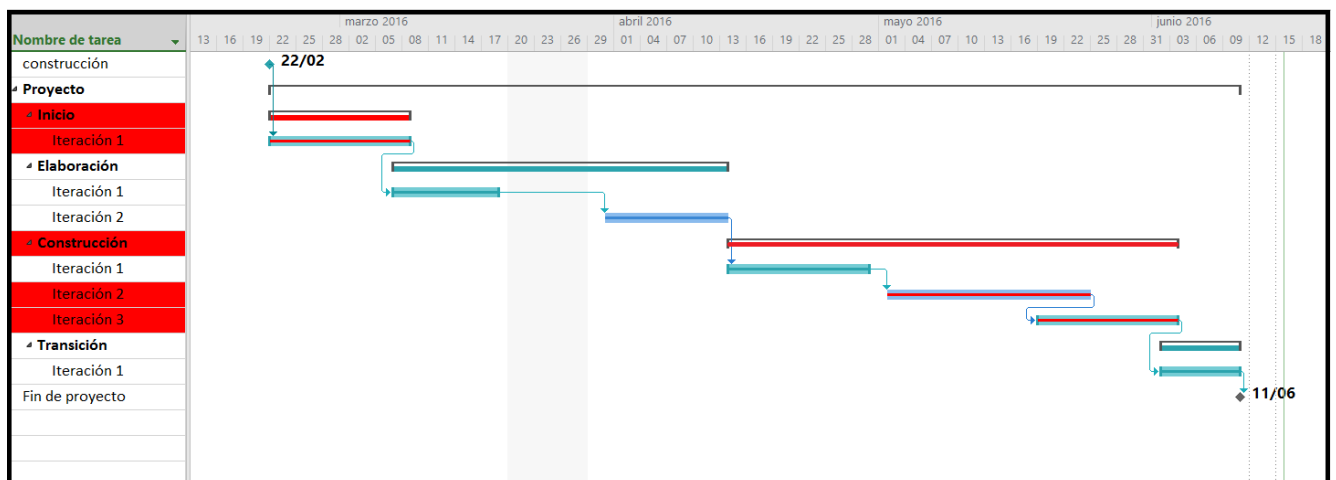 marzo 2016 abril 2016 mayo 2016 junio 2016
Nombre de tarea 13 16 19 22 25 28 02 05 08 11 14 17 20 23 26 29 01 04 07 10 13 16 19 22 25 28 01 04 07 10 13 16 19 22 25 28 31 03 06 09 12 15 18
construcción 22/02
Proyecto
Inicio
Iteración 1
Elaboración
Iteración 1
Iteración 2
Construcción
Iteración 1
Iteración 2
Iteración 3
Transición
Iteración 1
Fin de proyecto 11/06